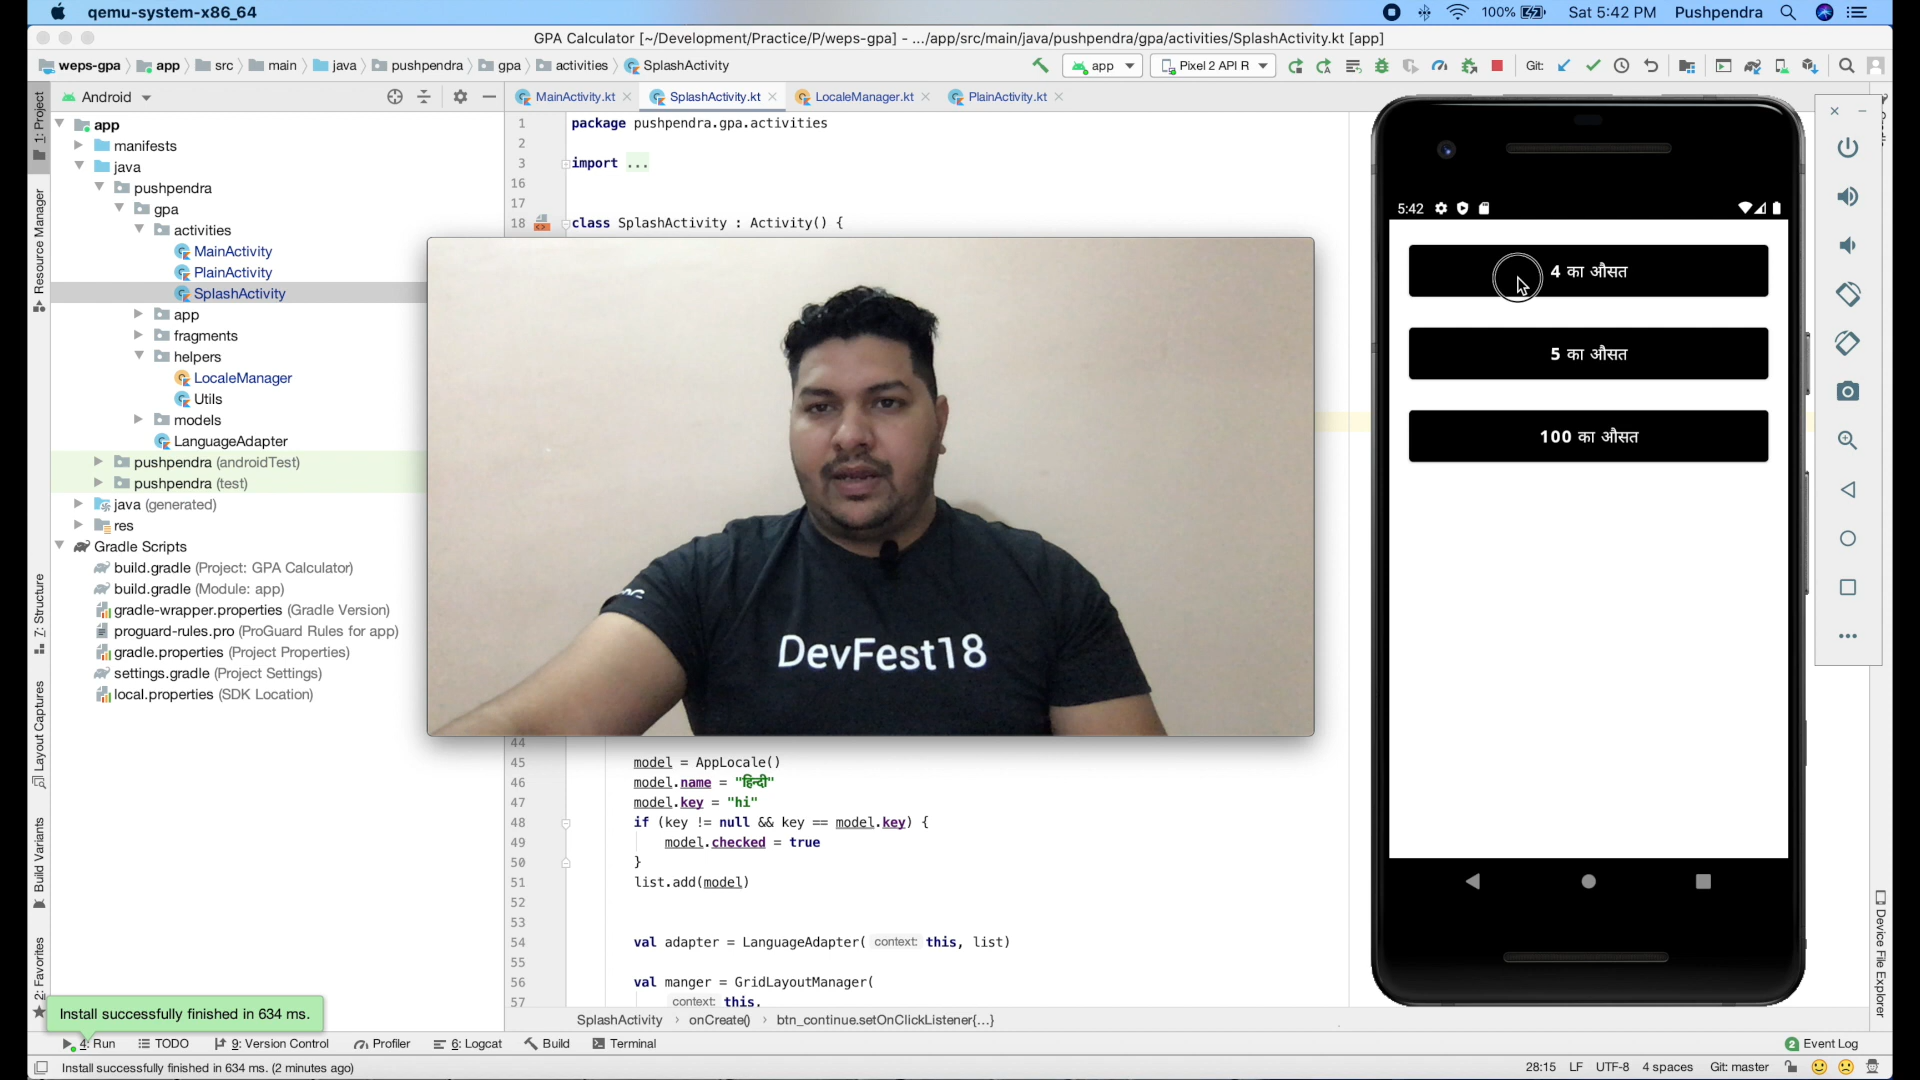 qemu-system-x86_64
100%
Sat 5:42 PM
Pushpendra
GPA Calculator [~/Development/Practice/P/weps-gpa] - .../app/src/main/java/pushpendra/gpa/activities/SplashActivity.kt [app]
weps-gpa
app
src
main
java
pushpendra
gpa
activities
SplashActivity
app
Pixel 2 API R
Git:
Android
MainActivity.kt
SplashActivity.kt
LocaleManager.kt
PlainActivity.kt
1: Project
Resource Manager
7: Structure
Layout Captures
Build Variants
2: Favorites
app
manifests
java
pushpendra
gpa
activities
MainActivity
PlainActivity
SplashActivity
app
fragments
helpers
LocaleManager
Utils
models
LanguageAdapter
pushpendra (androidTest)
pushpendra (test)
java (generated)
res
Gradle Scripts
build.gradle (Project: GPA Calculator)
build.gradle (Module: app)
gradle-wrapper.properties (Gradle Version)
proguard-rules.pro (ProGuard Rules for app)
gradle.properties (Project Properties)
settings.gradle (Project Settings)
local.properties (SDK Location)
1 package pushpendra.gpa.activities
2
3 import ...
16
17
18 class SplashActivity : Activity() {
DevFest18
44
45 model = AppLocale()
46 model.name = "हिन्दी"
47 model.key = "hi"
48 if (key != null && key == model.key) {
49 model.checked = true
50 }
51 list.add(model)
52
53
54 val adapter = LanguageAdapter( context: this, list)
55
56 val manger = GridLayoutManager(
57 context: this,
SplashActivity
onCreate()
btn_continue.setOnClickListener{...}
5:42
4 का औसत
5 का औसत
100 का औसत
Device File Explorer
Install successfully finished in 634 ms.
4: Run
TODO
9: Version Control
Profiler
6: Logcat
Build
Terminal
2 Event Log
Install successfully finished in 634 ms. (2 minutes ago)
28:15
LF
UTF-8
4 spaces
Git: master